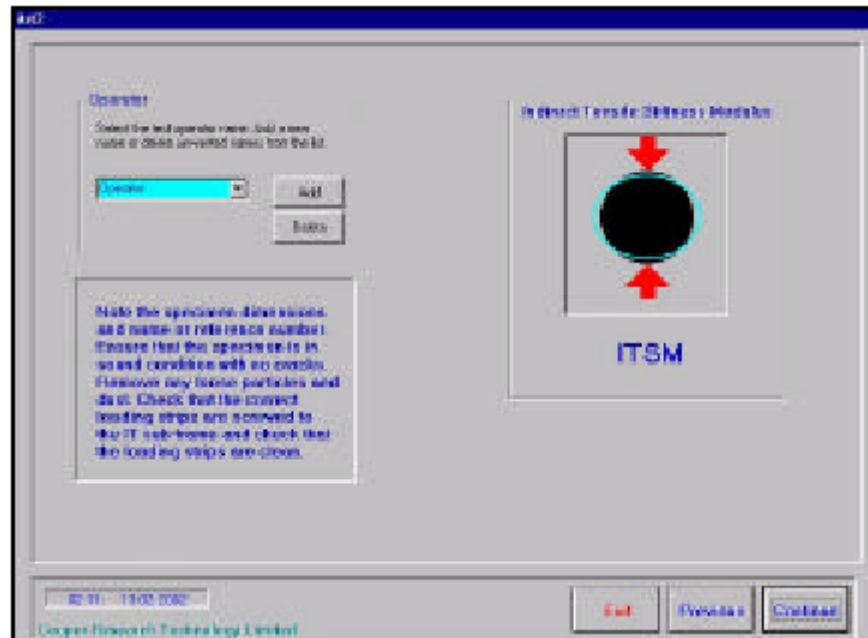 Operator
Select the test operator name. Add a new
name or delete unwanted names from the list.
Operator
Add
Delete
Note the specimens dimensions
and name or reference number.
Ensure that the specimen is in
sound condition with no cracks.
Remove any loose particles and
dust. Check that the correct
loading strips are screwed to
the IT sub-frame and check that
the loading strips are clean.
Indirect Tensile Stiffness Modulus
ITSM
Exit
Previous
Continue
Cooper Research Technology Limited